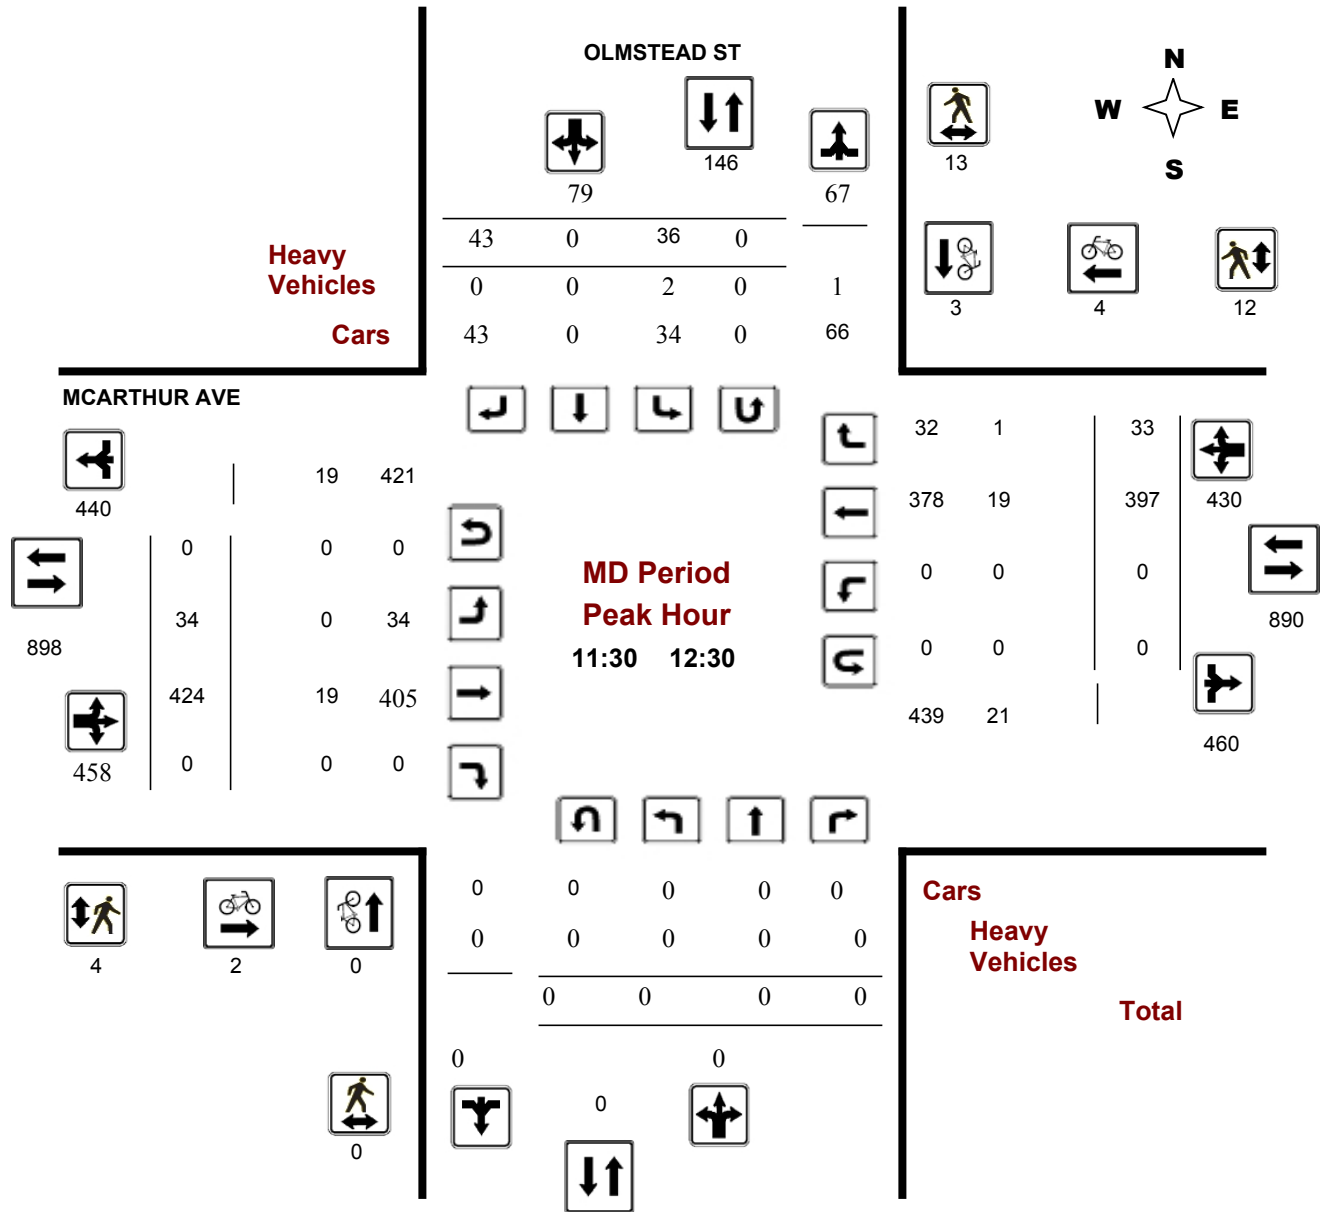 OLMSTEAD ST
N
W E
S
146
13
79 67
43 0 36 0
Heavy
Vehicles
0 0 2 0 1
3 4 12
Cars
43 0 34 0 66
MCARTHUR AVE
32 1 33
19 421
440
378 19 397 430
0 0 0
MD Period
0 0 0
Peak Hour
34 0 34
890
898
11:30 12:30
0 0 0
424 19 405
439 21
460
458
0 0 0
0 0 0 0 0
Cars
0 0 0 0 0
Heavy
Vehicles
4 2 0
0 0 0 0
Total
0 0
0
0